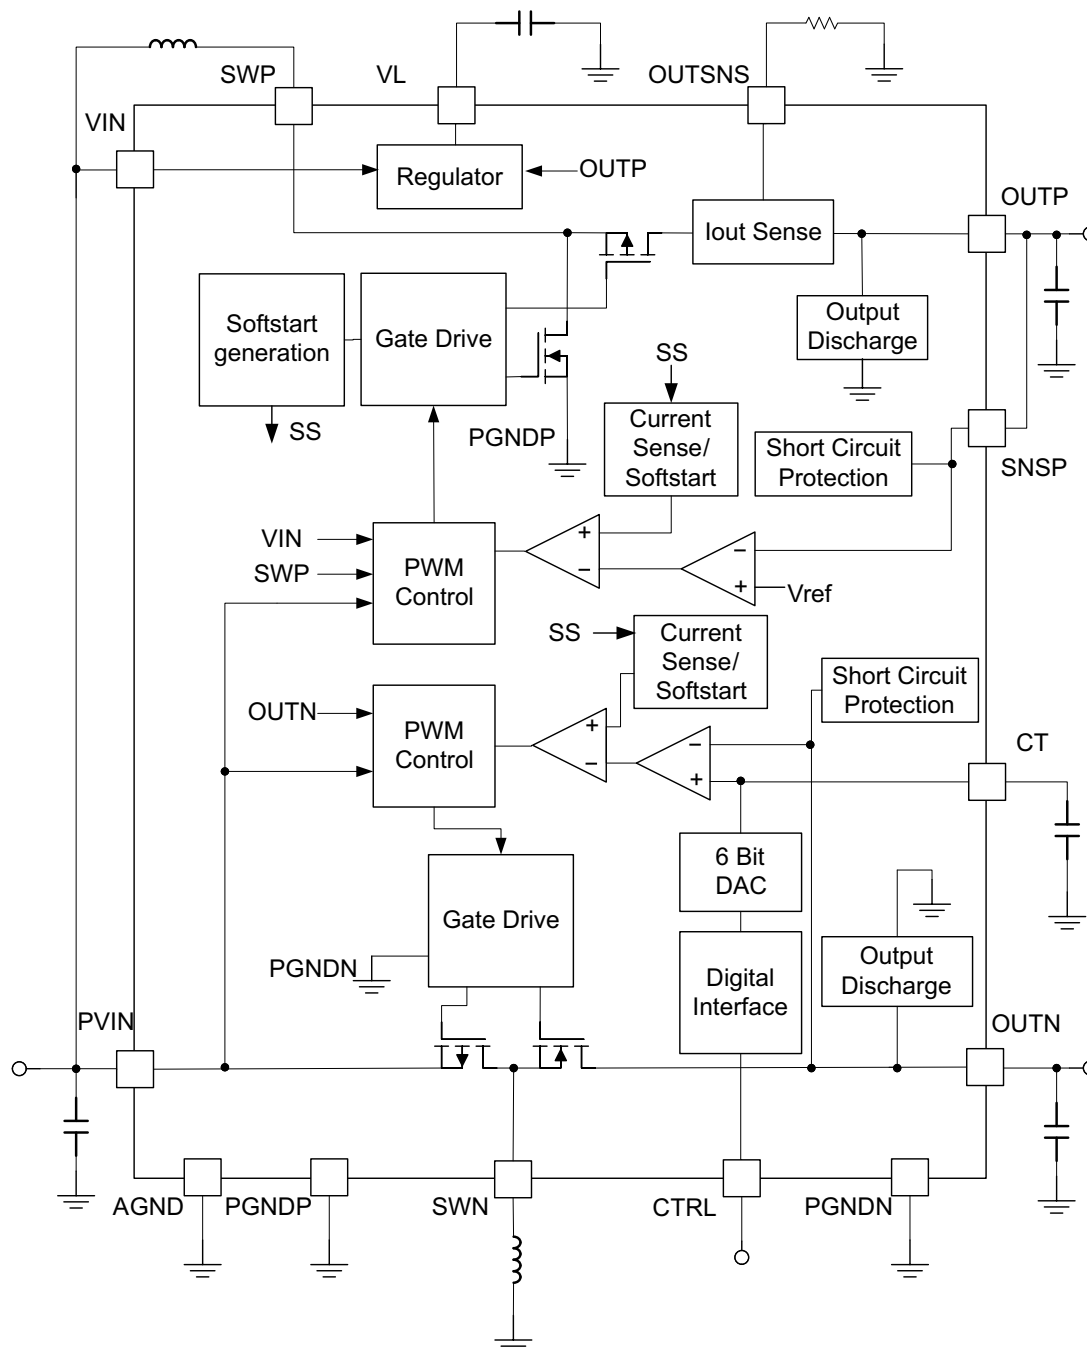 SWP
VL
OUTSNS
VIN
Regulator
OUTP
OUTP
Iout Sense
Softstart
generation
Gate Drive
Output
Discharge
SS
SS
PGNDP
Current
Sense/
Softstart
Short Circuit
Protection
SNSP
VIN
SWP
PWM
Control
+
−
−
+
Vref
SS
Current
Sense/
Softstart
Short Circuit
Protection
OUTN
PWM
Control
+
−
−
+
CT
6 Bit
DAC
Gate Drive
PGNDN
Digital
Interface
Output
Discharge
PVIN
OUTN
AGND
PGNDP
SWN
CTRL
PGNDN